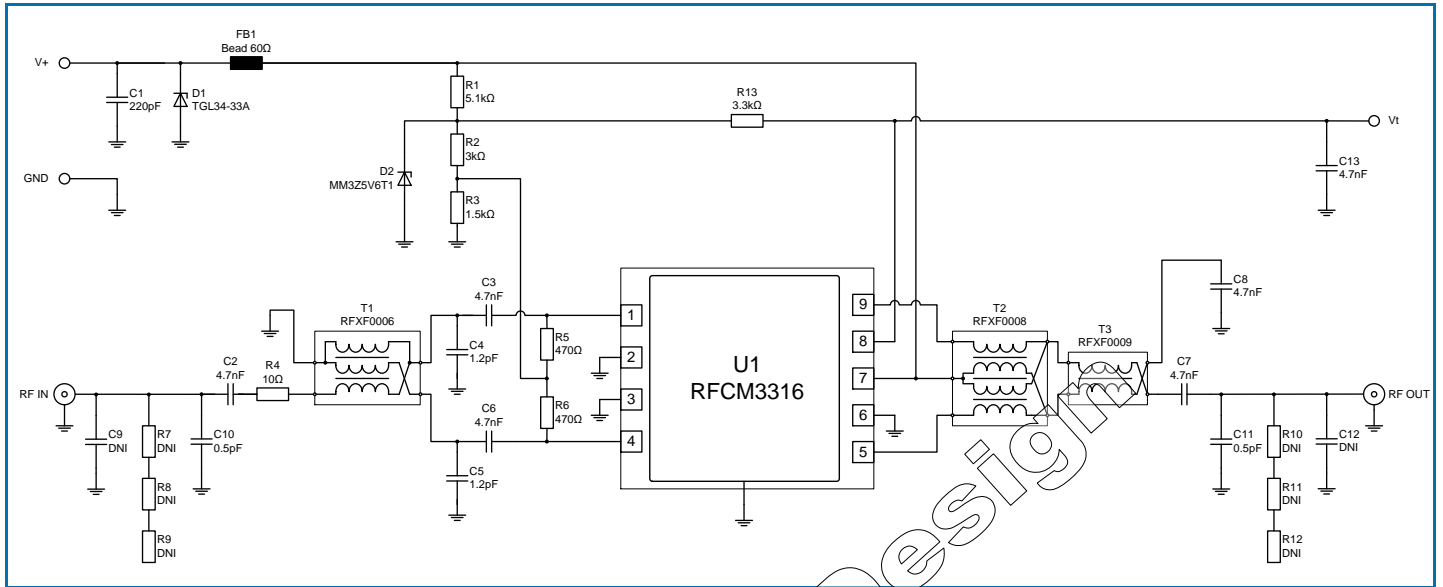 FB1
Bead 60Ω
V+
C1
220pF
D1
TGL34-33A
R1
5.1kΩ
R13
3.3kΩ
Vt
R2
3kΩ
D2
MM3Z5V6T1
R3
1.5kΩ
C13
4.7nF
GND
C3
4.7nF
T1
RFXF0006
C4
1.2pF
R5
470Ω
C2
4.7nF
R4
10Ω
RF IN
C9
DNI
R7
DNI
C10
0.5pF
R8
DNI
R9
DNI
C6
4.7nF
R6
470Ω
C5
1.2pF
1
2
3
4
U1
RFCM3316
9
8
7
6
5
T2
RFXF0008
T3
RFXF0009
C8
4.7nF
C7
4.7nF
RF OUT
C11
0.5pF
R10
DNI
C12
DNI
R11
DNI
R12
DNI
Design